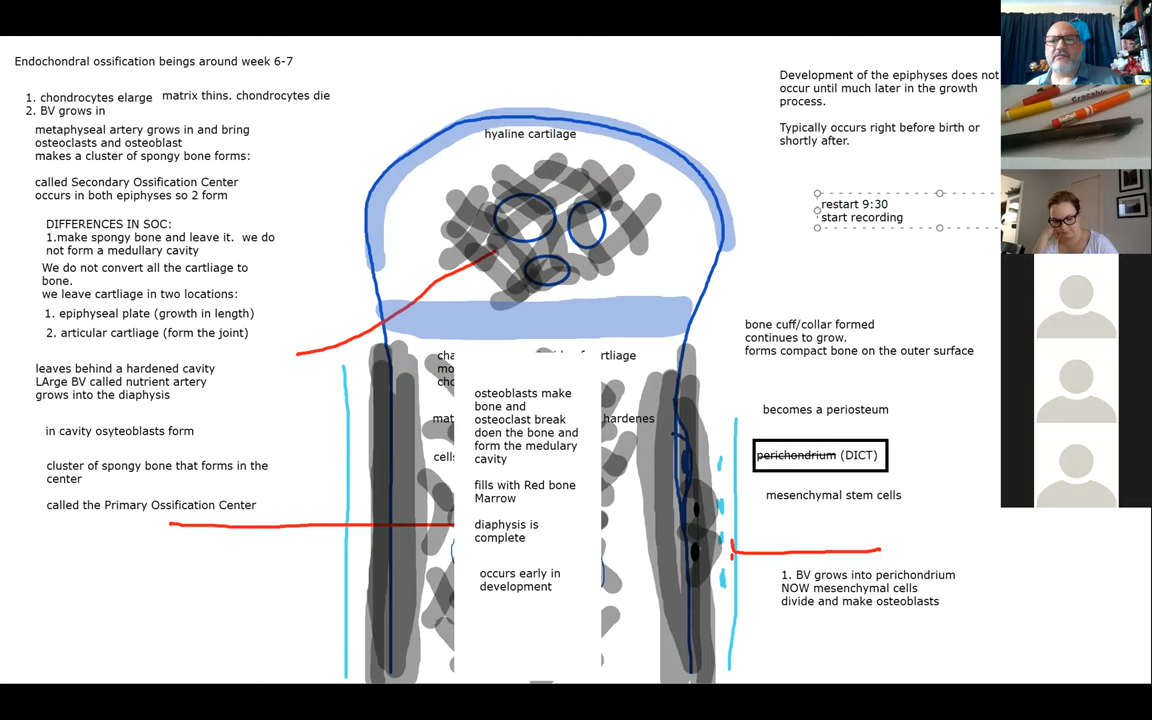 Endochondral ossification beings around week 6-7
1. chondrocytes elarge matrix thins. chondrocytes die
2. BV grows in
metaphyseal artery grows in and bring
osteoclasts and osteoblast
makes a cluster of spongy bone forms:
called Secondary Ossification Center
occurs in both epiphyses so 2 form
DIFFERENCES IN SOC:
1.make spongy bone and leave it. we do
not form a medullary cavity
We do not convert all the cartliage to
bone.
we leave cartliage in two locations:
1. epiphyseal plate (growth in length)
2. articular cartliage (form the joint)
leaves behind a hardened cavity
LArge BV called nutrient artery
grows into the diaphysis
in cavity osyteoblasts form
cluster of spongy bone that forms in the
center
called the Primary Ossification Center
hyaline cartilage
cha
rtliage
mo
cho
mat
hardenes
cells
osteoblasts make
bone and
osteoclast break
doen the bone and
form the medulary
cavity
fills with Red bone
Marrow
diaphysis is
complete
occurs early in
development
Development of the epiphyses does not
occur until much later in the growth
process.
Typically occurs right before birth or
shortly after.
restart 9:30
start recording
bone cuff/collar formed
continues to grow.
forms compact bone on the outer surface
becomes a periosteum
perichondrium (DICT)
mesenchymal stem cells
1. BV grows into perichondrium
NOW mesenchymal cells
divide and make osteoblasts
Erasable